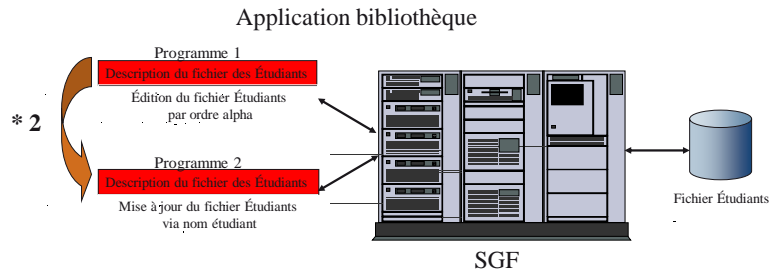 Application bibliothèque
Programme 1
Description du fichier des Étudiants
Édition du fichier Étudiants
par ordre alpha
* 2
Programme 2
Description du fichier des Étudiants
Mise à jour du fichier Étudiants
via nom étudiant
Fichier Étudiants
SGF